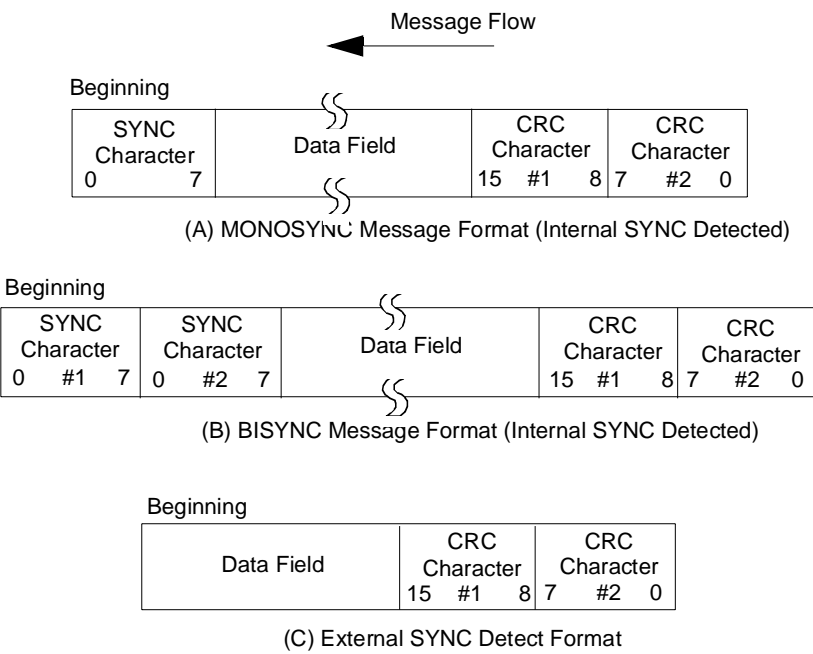 Message Flow
Beginning
SYNC Character 0 7
Data Field
CRC Character 15 #1 8
CRC Character 7 #2 0
(A) MONOSYNC Message Format (Internal SYNC Detected)
Beginning
SYNC Character 0 #1 7
SYNC Character 0 #2 7
Data Field
CRC Character 15 #1 8
CRC Character 7 #2 0
(B) BISYNC Message Format (Internal SYNC Detected)
Beginning
Data Field
CRC Character 15 #1 8
CRC Character 7 #2 0
(C) External SYNC Detect Format